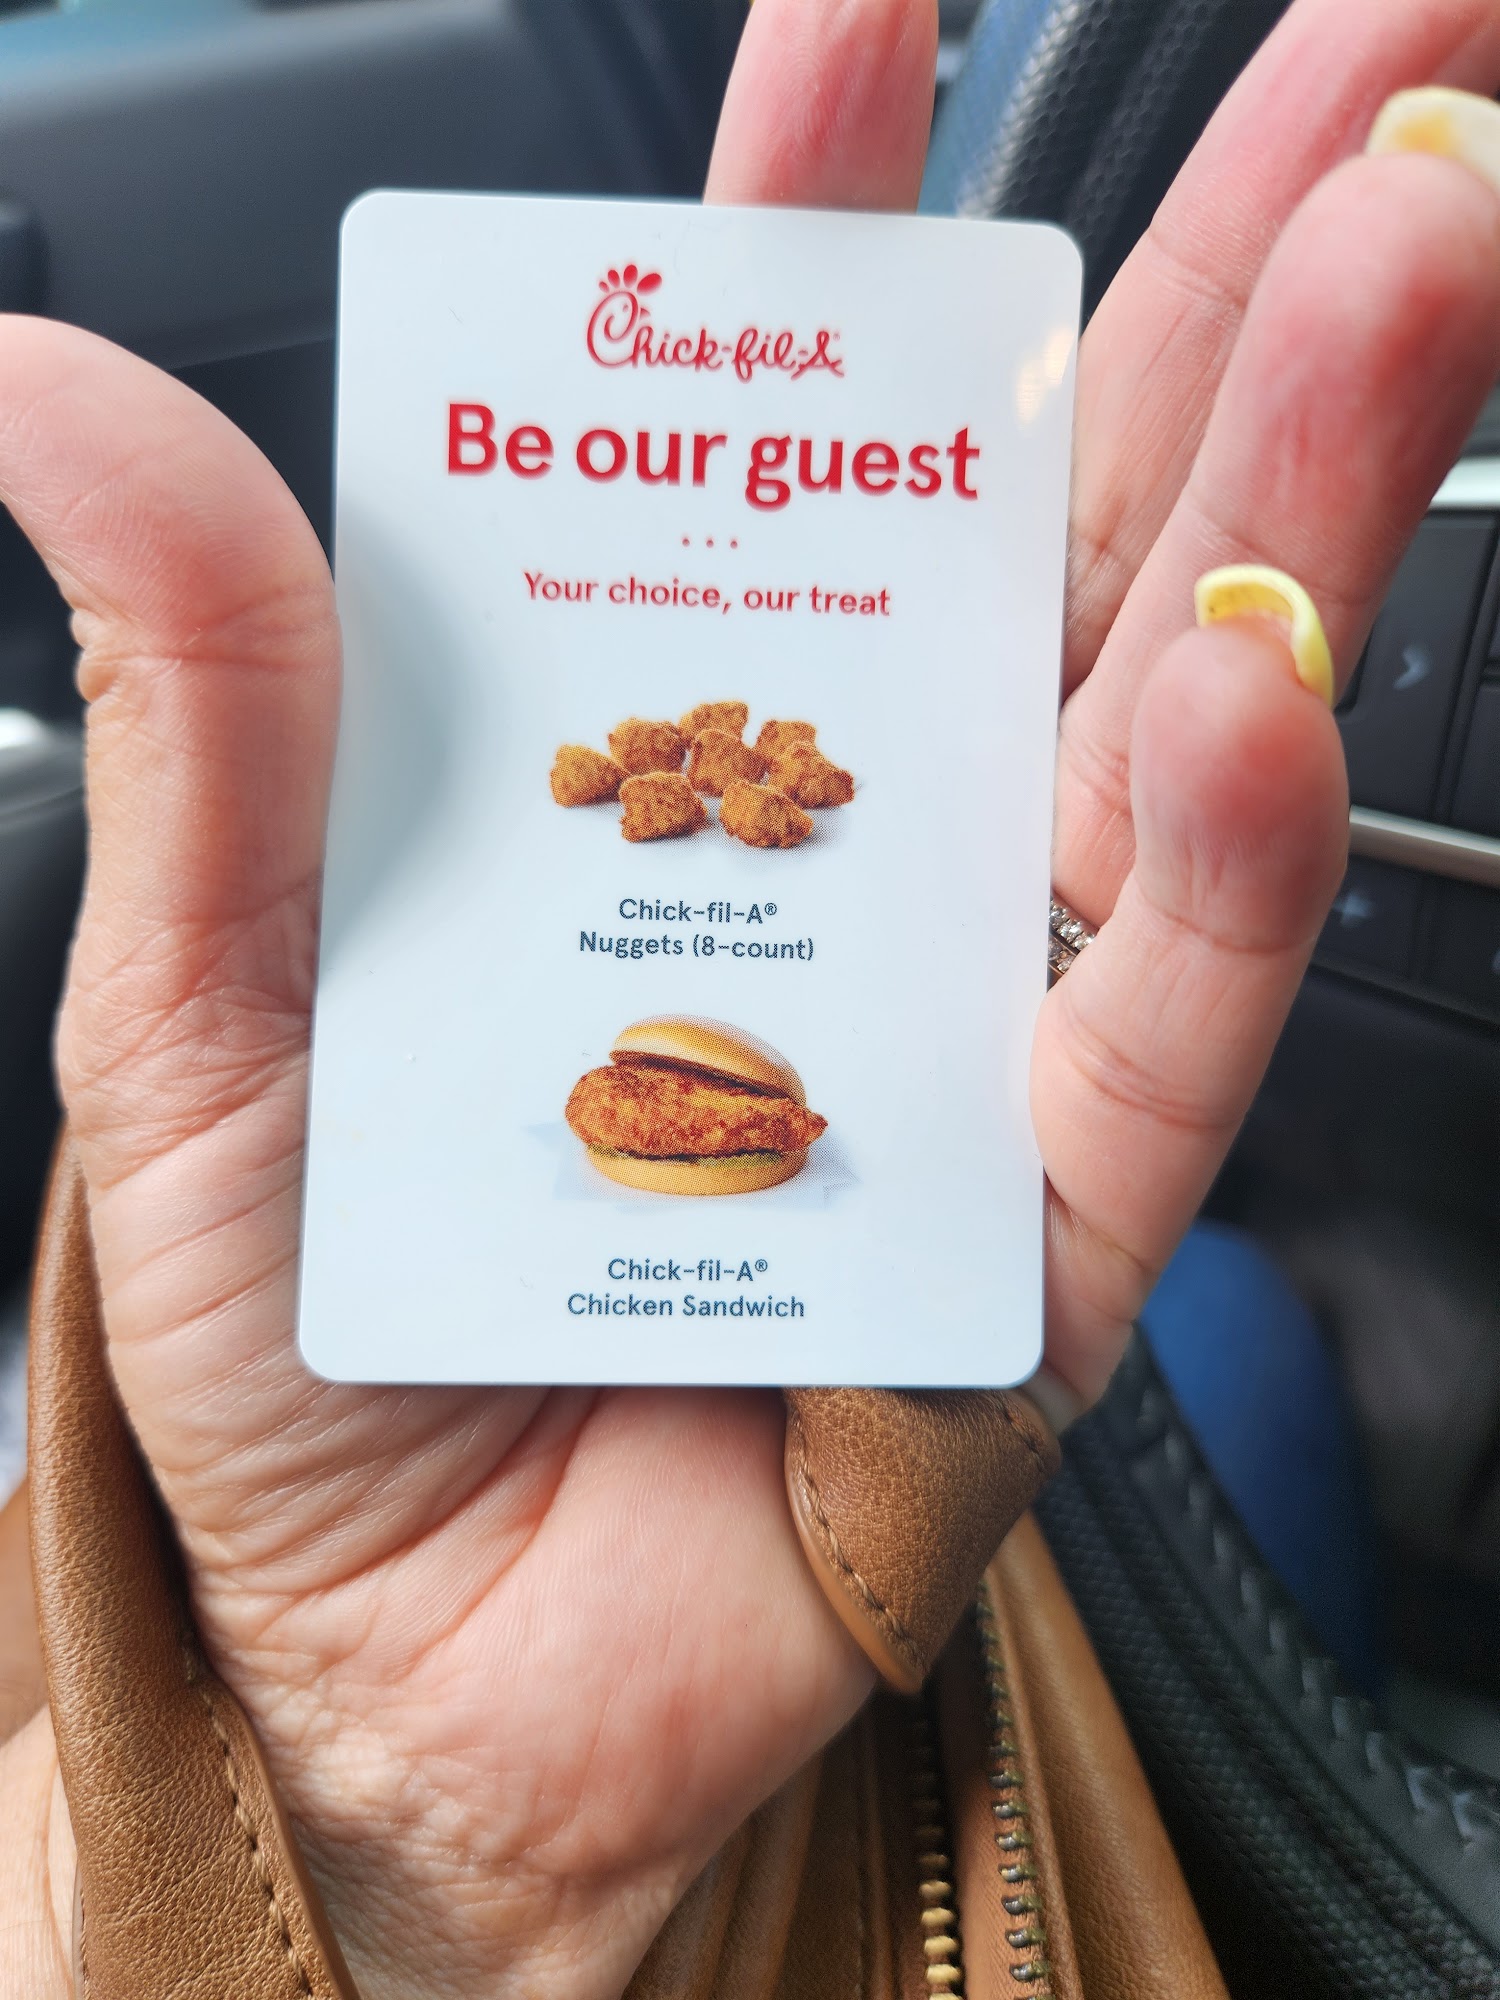 Chick-fil-A
Be our guest
...
Your choice, our treat
Chick-fil-A®
Nuggets (8-count)
Chick-fil-A®
Chicken Sandwich